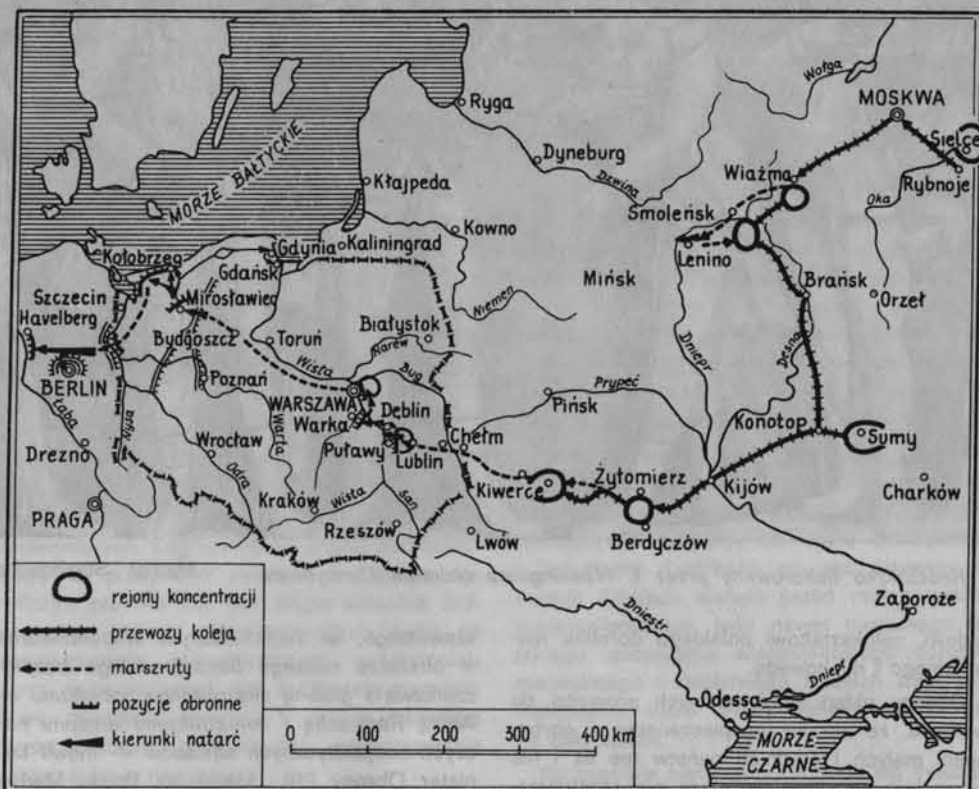 Wołga
MOSKWA
Ryga
Sielce
Dyneburg
Wiaźma
Rybnoje
MORZE BAŁTYCKIE
Dźwina
Oka
Kłajpeda
Smoleńsk
Kowno
Gdynia
Kaliningrad
Kołobrzeg
Lenino
Gdańsk
Mińsk
Brańsk
Orzeł
Szczecin
Mirosławiec
Niemen
Havelberg
Białystok
Bydgoszcz
Toruń
Narew
Dniepr
Desna
Wisła
Bug
BERLIN
Poznań
Prypeć
WARSZAWA
Dęblin
Pińsk
Łaba
Nysa
Warta
Warka
Konotop
Sumy
Chełm
Drezno
Wrocław
Puławy
Lublin
Żytomierz
Odra
Kiwerce
Kijów
Charków
Kraków
Wisła
San
PRAGA
Rzeszów
Berdyczów
Lwów
rejony koncentracji
Zaporoże
przewozy koleją
Dniestr
marszruty
Dniepr
Odessa
pozycje obronne
0 100 200 300 400 km
kierunki natarć
MORZE
CZARNE